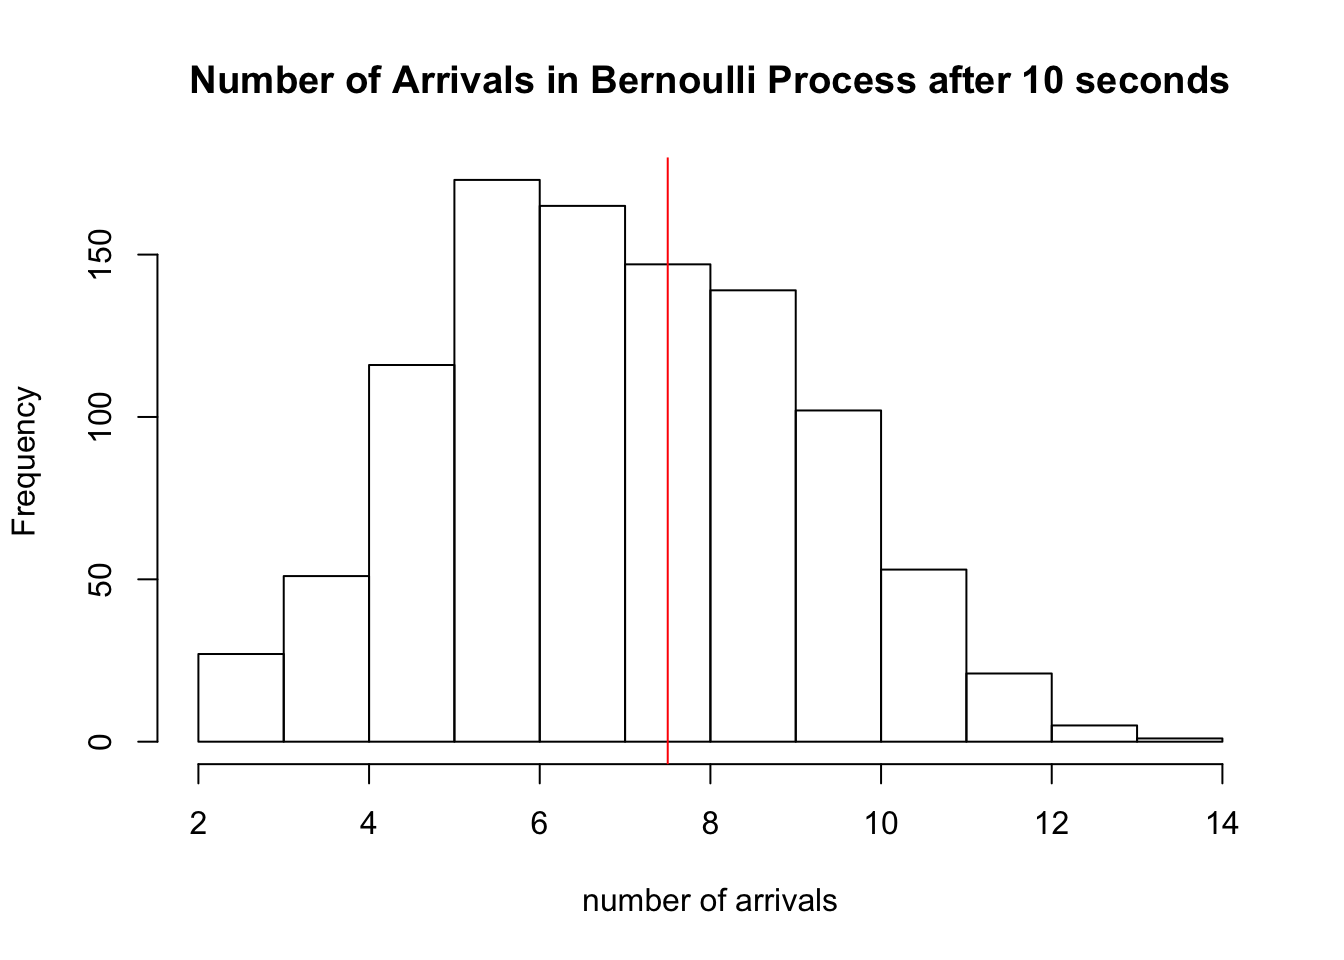 Number of Arrivals in Bernoulli Process after 10 seconds
150
100
50
0
Frequency
2 4 6 8 10 12 14
number of arrivals